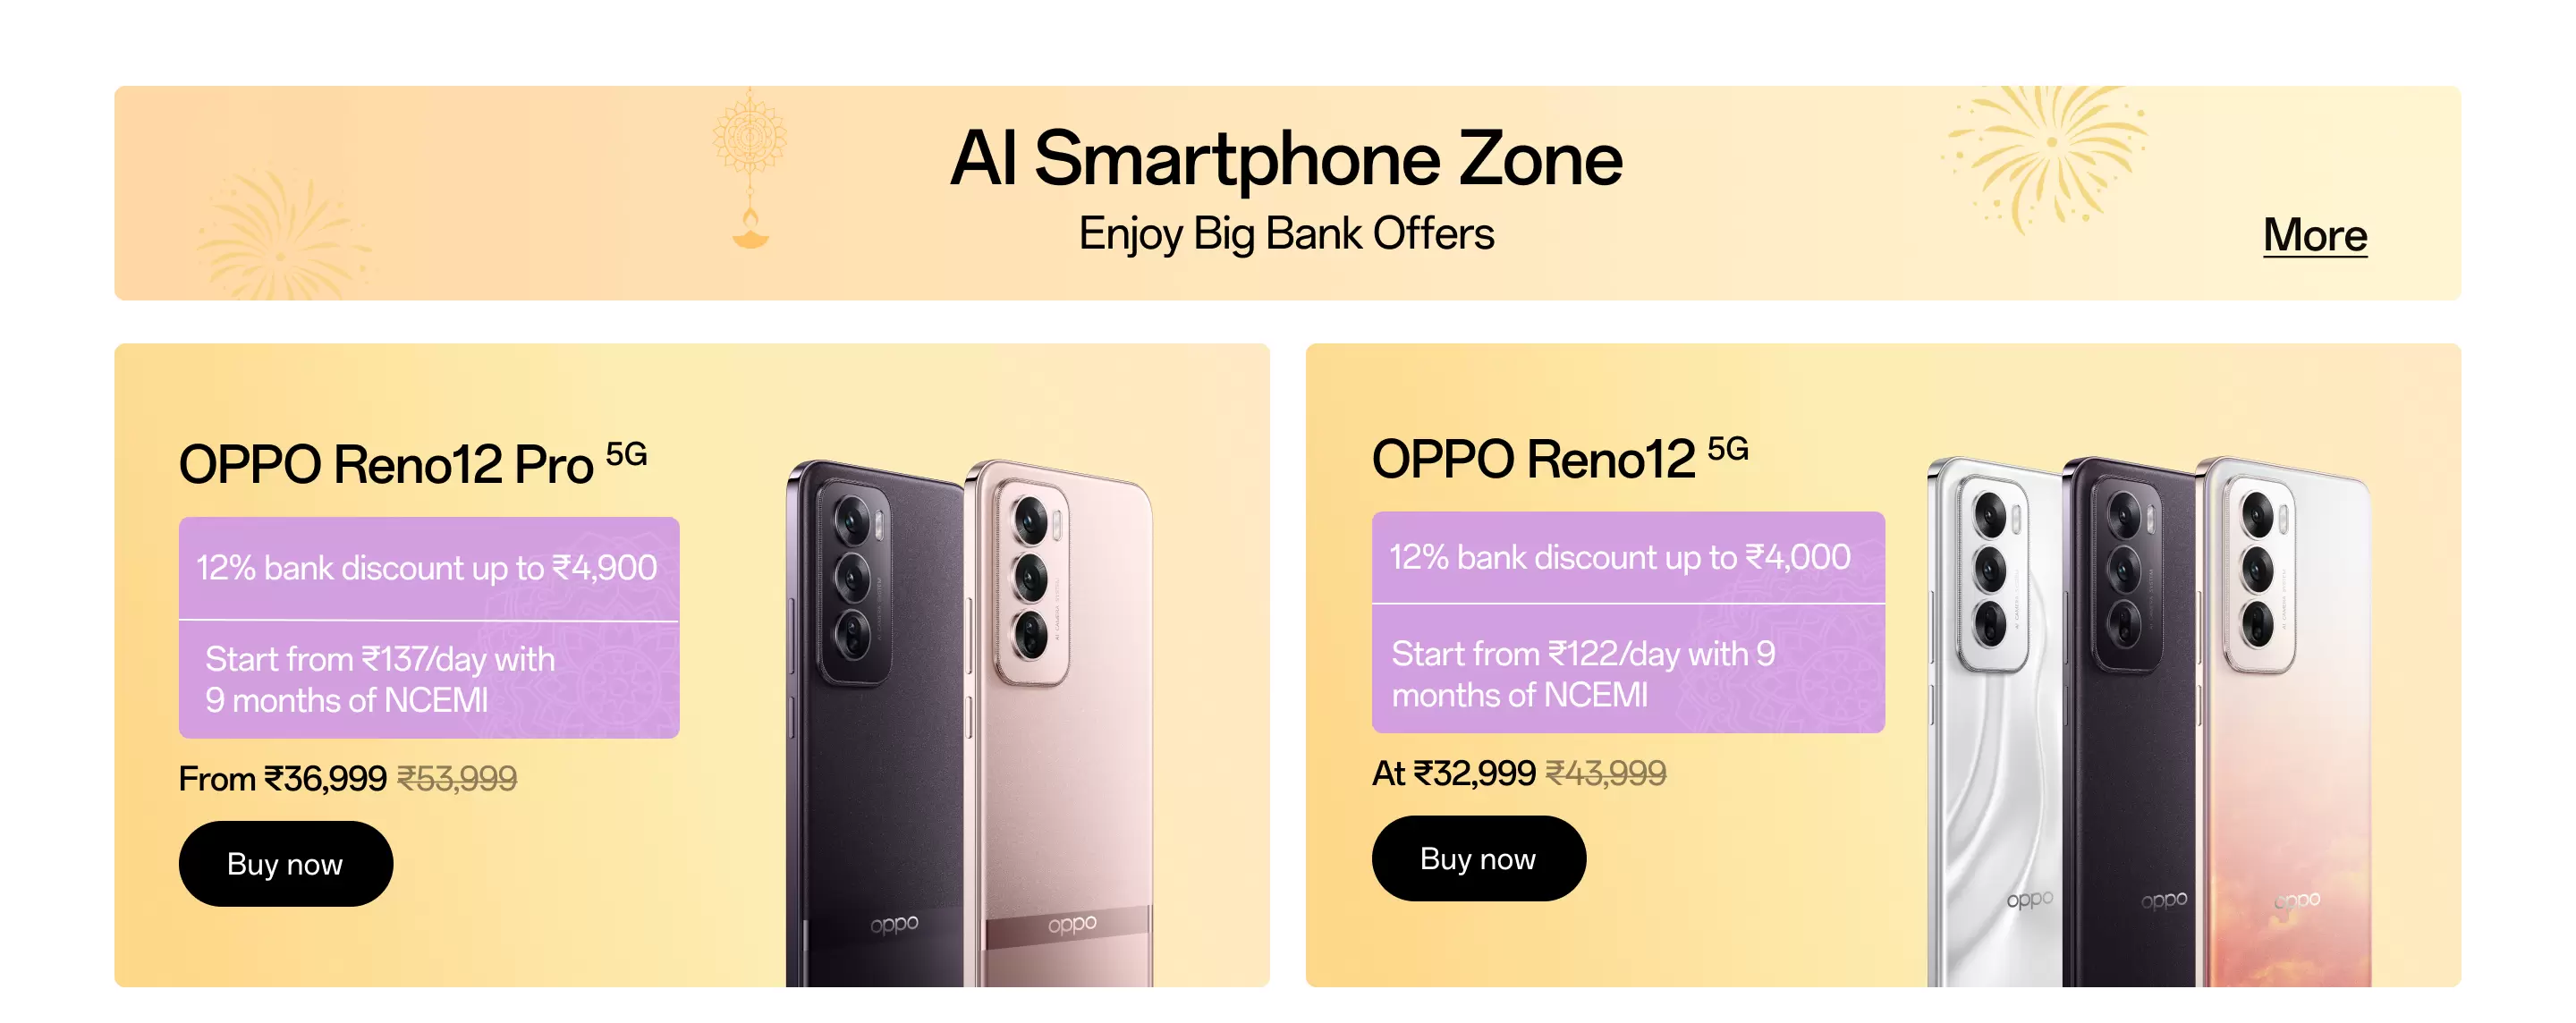 AI Smartphone Zone
Enjoy Big Bank Offers
More
OPPO Reno12 Pro 5G
12% bank discount up to ₹4,900
Start from ₹137/day with
9 months of NCEMI
From ₹36,999 ₹53,999
Buy now
oppo
oppo
OPPO Reno12 5G
12% bank discount up to ₹4,000
Start from ₹122/day with 9
months of NCEMI
At ₹32,999 ₹43,999
Buy now
oppo
oppo
oppo